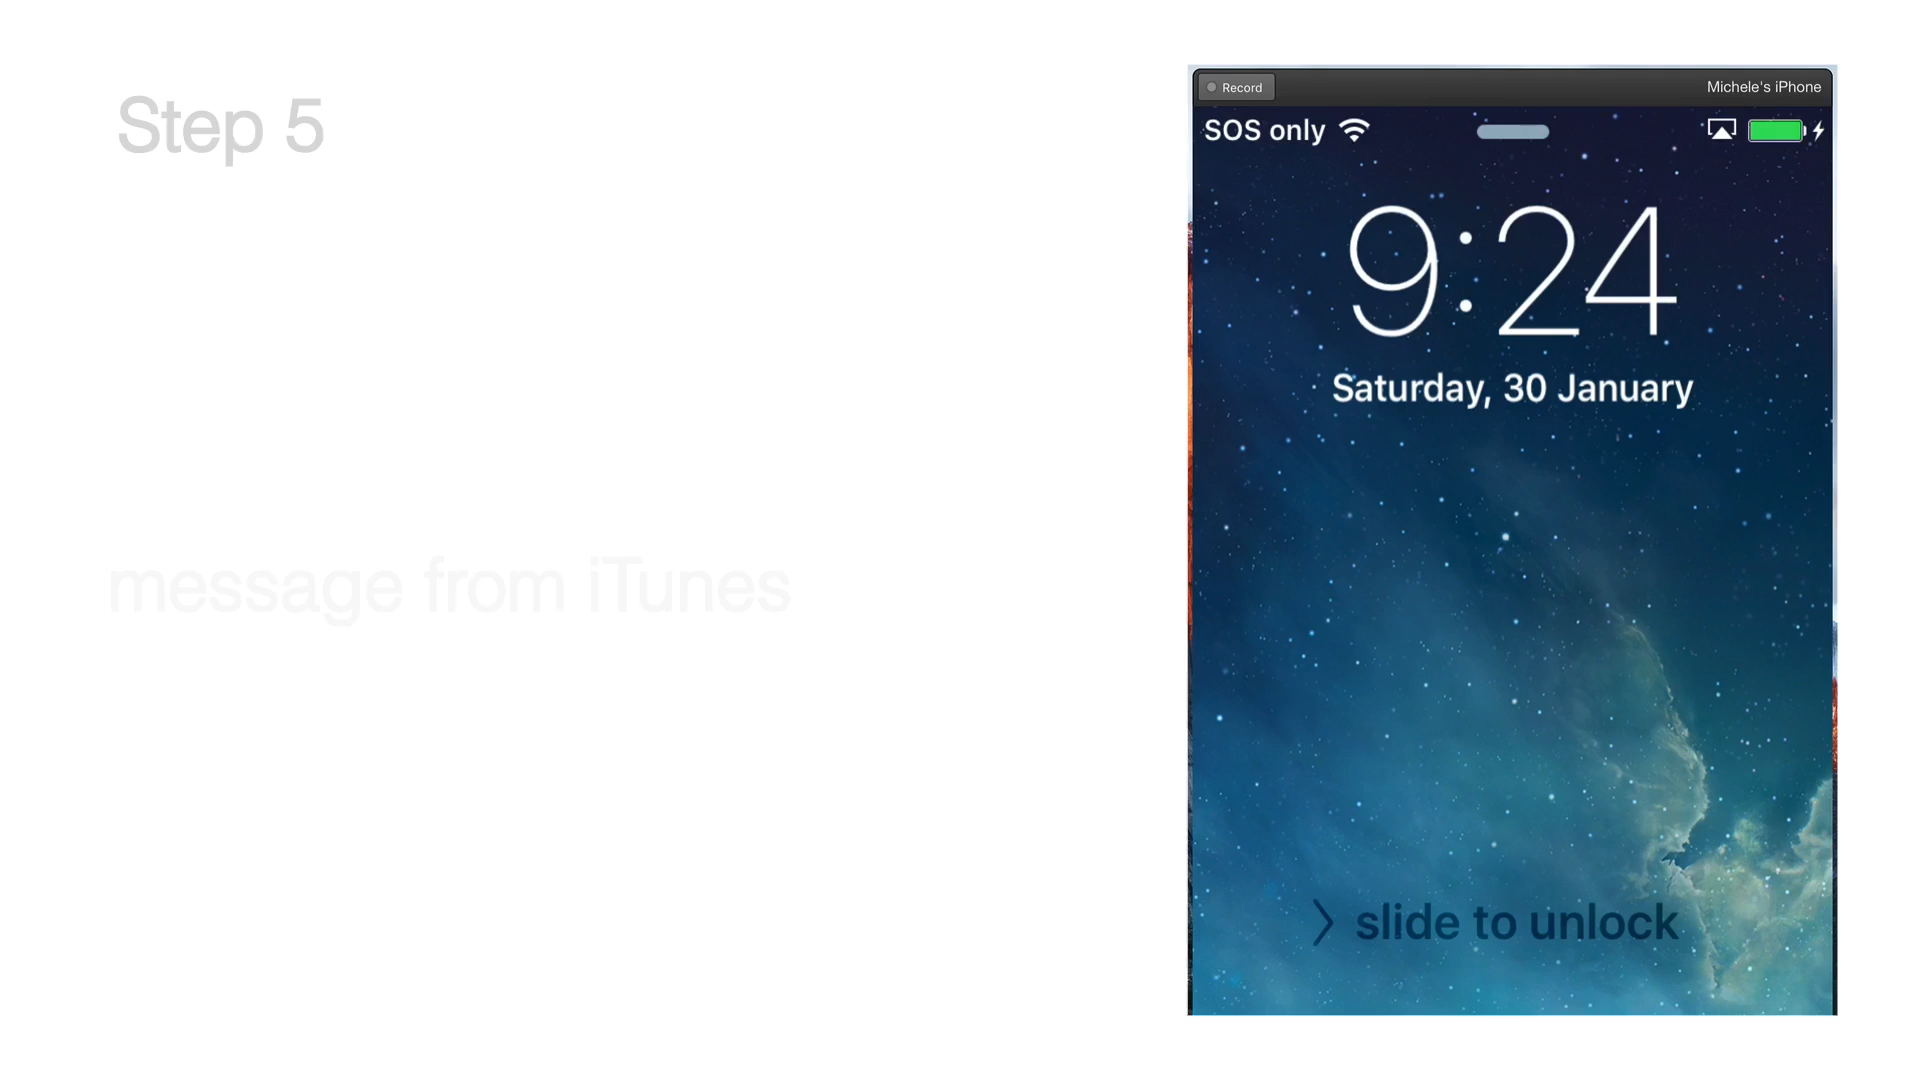 Step 5
message from iTunes
Record
Michele's iPhone
SOS only
9:24
Saturday, 30 January
slide to unlock